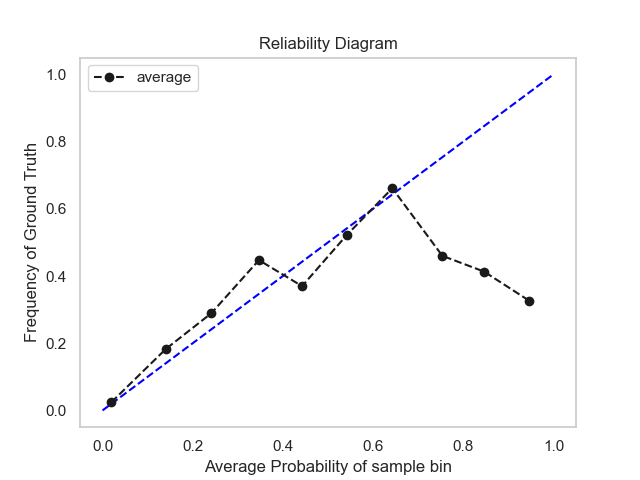 Reliability Diagram
average
Frequency of Ground Truth
1.0
0.8
0.6
0.4
0.2
0.0
0.0 0.2 0.4 0.6 0.8 1.0
Average Probability of sample bin